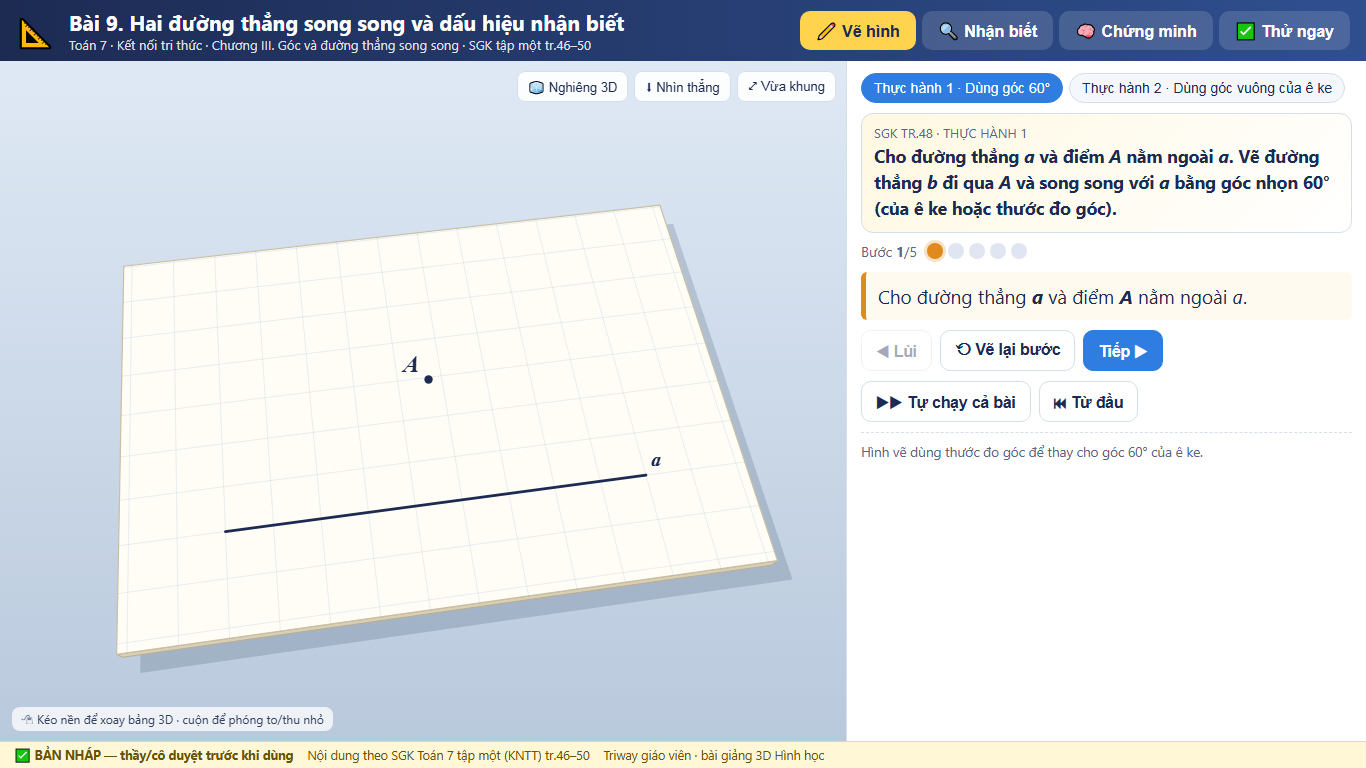 Bài 9. Hai đường thẳng song song và dấu hiệu nhận biết
Toán 7 · Kết nối tri thức · Chương III. Góc và đường thẳng song song · SGK tập một tr.46–50
Vẽ hình
Nhận biết
Chứng minh
Thử ngay
Nghiêng 3D
Nhìn thẳng
Vừa khung
A
a
Kéo nền để xoay bảng 3D · cuộn để phóng to/thu nhỏ
Thực hành 1 · Dùng góc 60°
Thực hành 2 · Dùng góc vuông của ê ke
SGK TR.48 · THỰC HÀNH 1
Cho đường thẳng a và điểm A nằm ngoài a. Vẽ đường
thẳng b đi qua A và song song với a bằng góc nhọn 60°
(của ê ke hoặc thước đo góc).
Bước 1/5
Cho đường thẳng a và điểm A nằm ngoài a.
Lùi
Vẽ lại bước
Tiếp
Tự chạy cả bài
Từ đầu
Hình vẽ dùng thước đo góc để thay cho góc 60° của ê ke.
BẢN NHÁP — thầy/cô duyệt trước khi dùng Nội dung theo SGK Toán 7 tập một (KNTT) tr.46–50 Triway giáo viên · bài giảng 3D Hình học